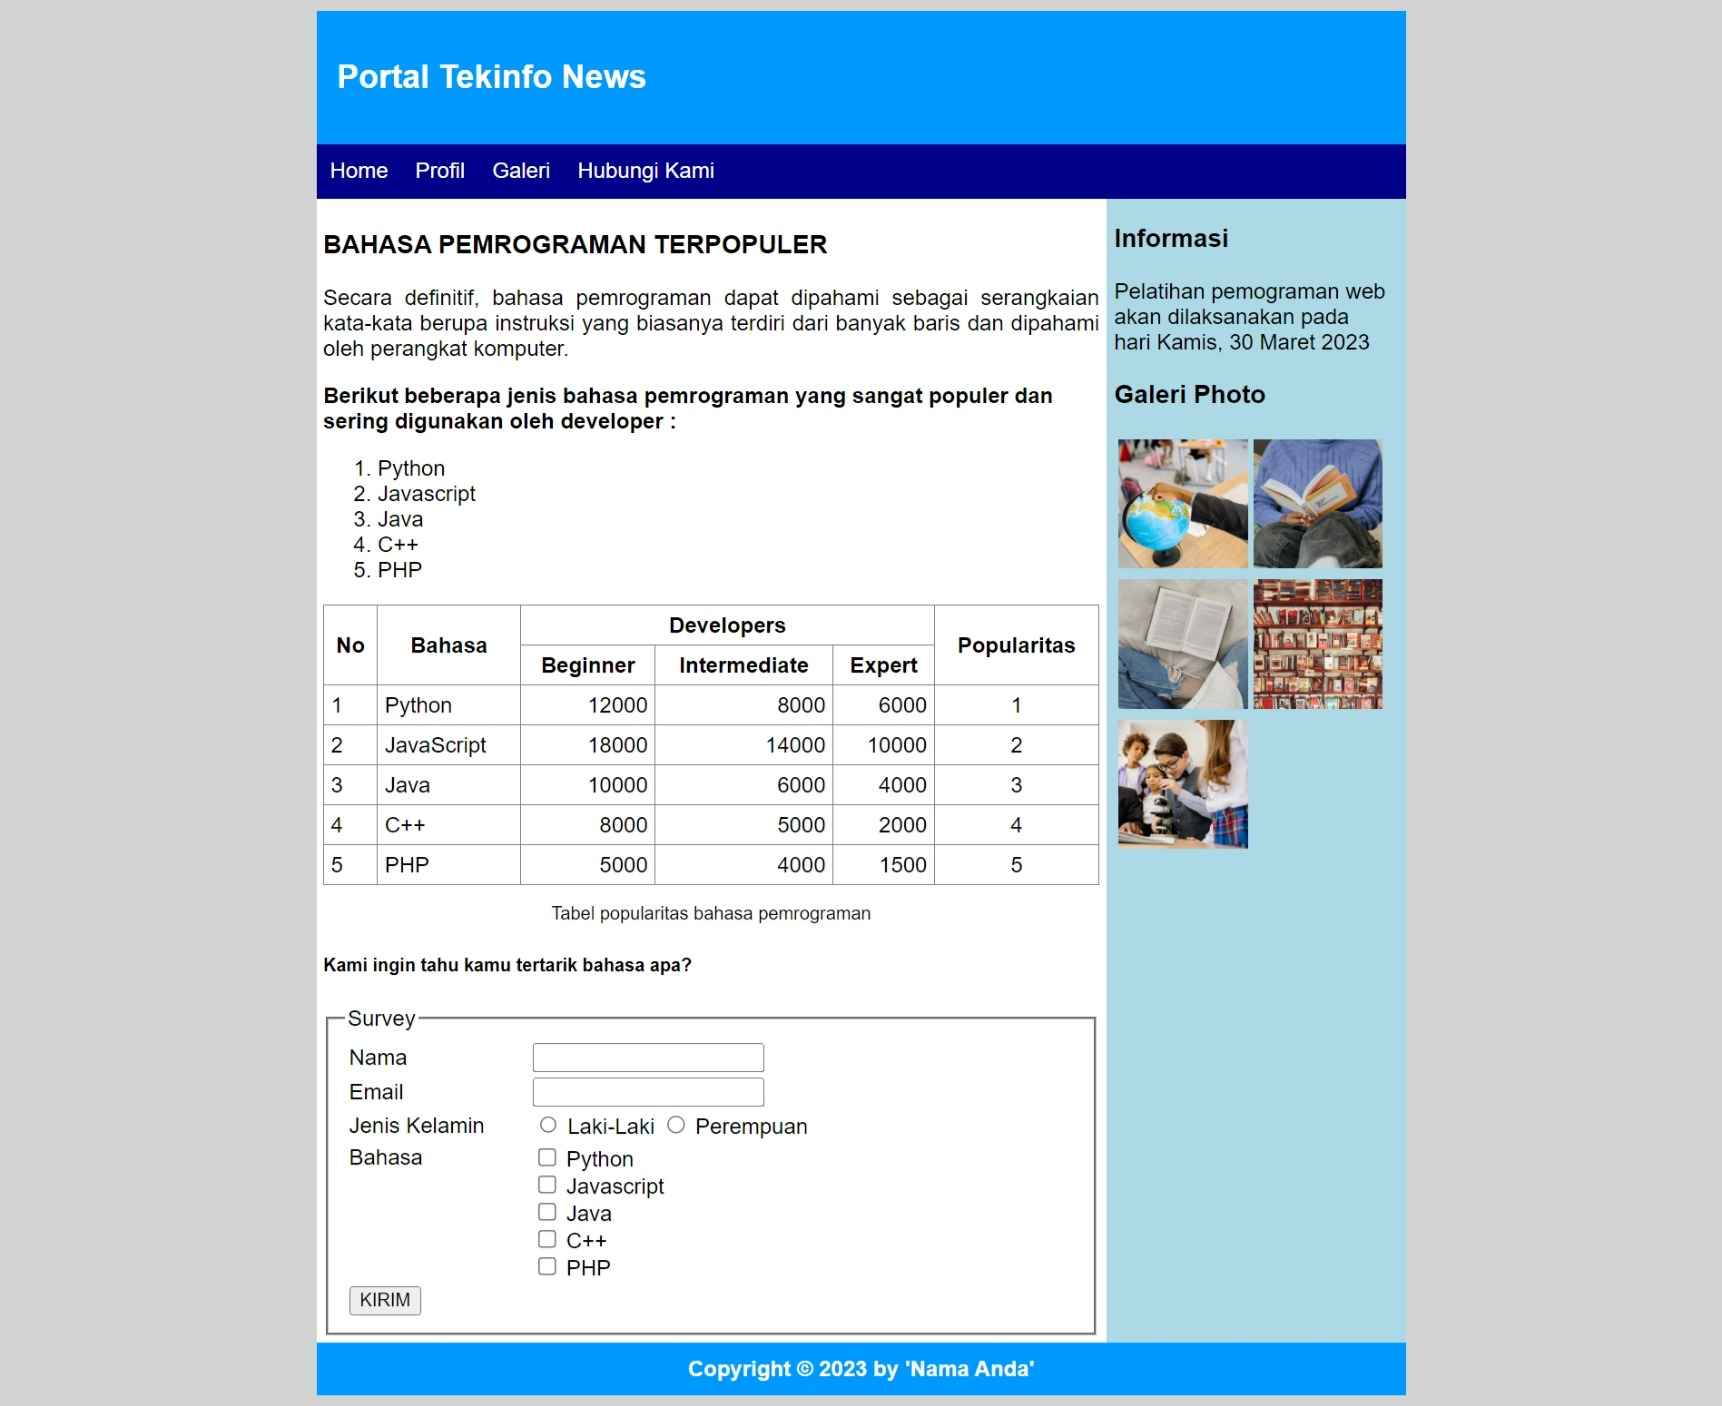 Portal Tekinfo News
Home Profil Galeri Hubungi Kami
BAHASA PEMROGRAMAN TERPOPULER
Secara definitif, bahasa pemrograman dapat dipahami sebagai serangkaian
kata-kata berupa instruksi yang biasanya terdiri dari banyak baris dan dipahami
oleh perangkat komputer.
Berikut beberapa jenis bahasa pemrograman yang sangat populer dan
sering digunakan oleh developer :
1. Python
2. Javascript
3. Java
4. C++
5. PHP
No Bahasa Developers Popularitas
Beginner Intermediate Expert
1 Python 12000 8000 6000 1
2 JavaScript 18000 14000 10000 2
3 Java 10000 6000 4000 3
4 C++ 8000 5000 2000 4
5 PHP 5000 4000 1500 5
Tabel popularitas bahasa pemrograman
Kami ingin tahu kamu tertarik bahasa apa?
Survey
Nama
Email
Jenis Kelamin Laki-Laki Perempuan
Bahasa Python
Javascript
Java
C++
PHP
KIRIM
Informasi
Pelatihan pemograman web
akan dilaksanakan pada
hari Kamis, 30 Maret 2023
Galeri Photo
Copyright © 2023 by 'Nama Anda'